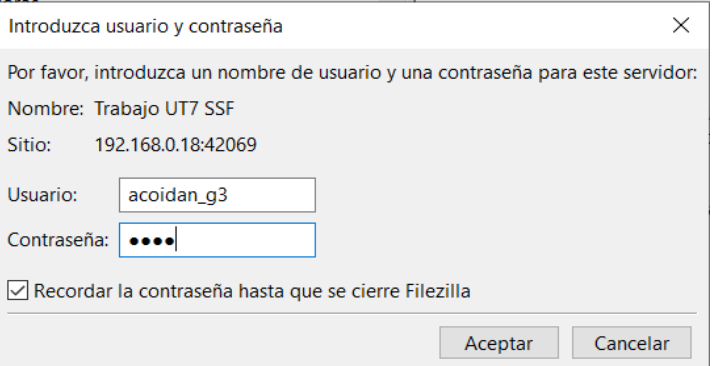 Introduzca usuario y contraseña
Por favor, introduzca un nombre de usuario y una contraseña para este servidor:
Nombre: Trabajo UT7 SSF
Sitio: 192.168.0.18:42069
Usuario: acoidan_g3
Contraseña: ●●●●
Recordar la contraseña hasta que se cierre Filezilla
Aceptar Cancelar